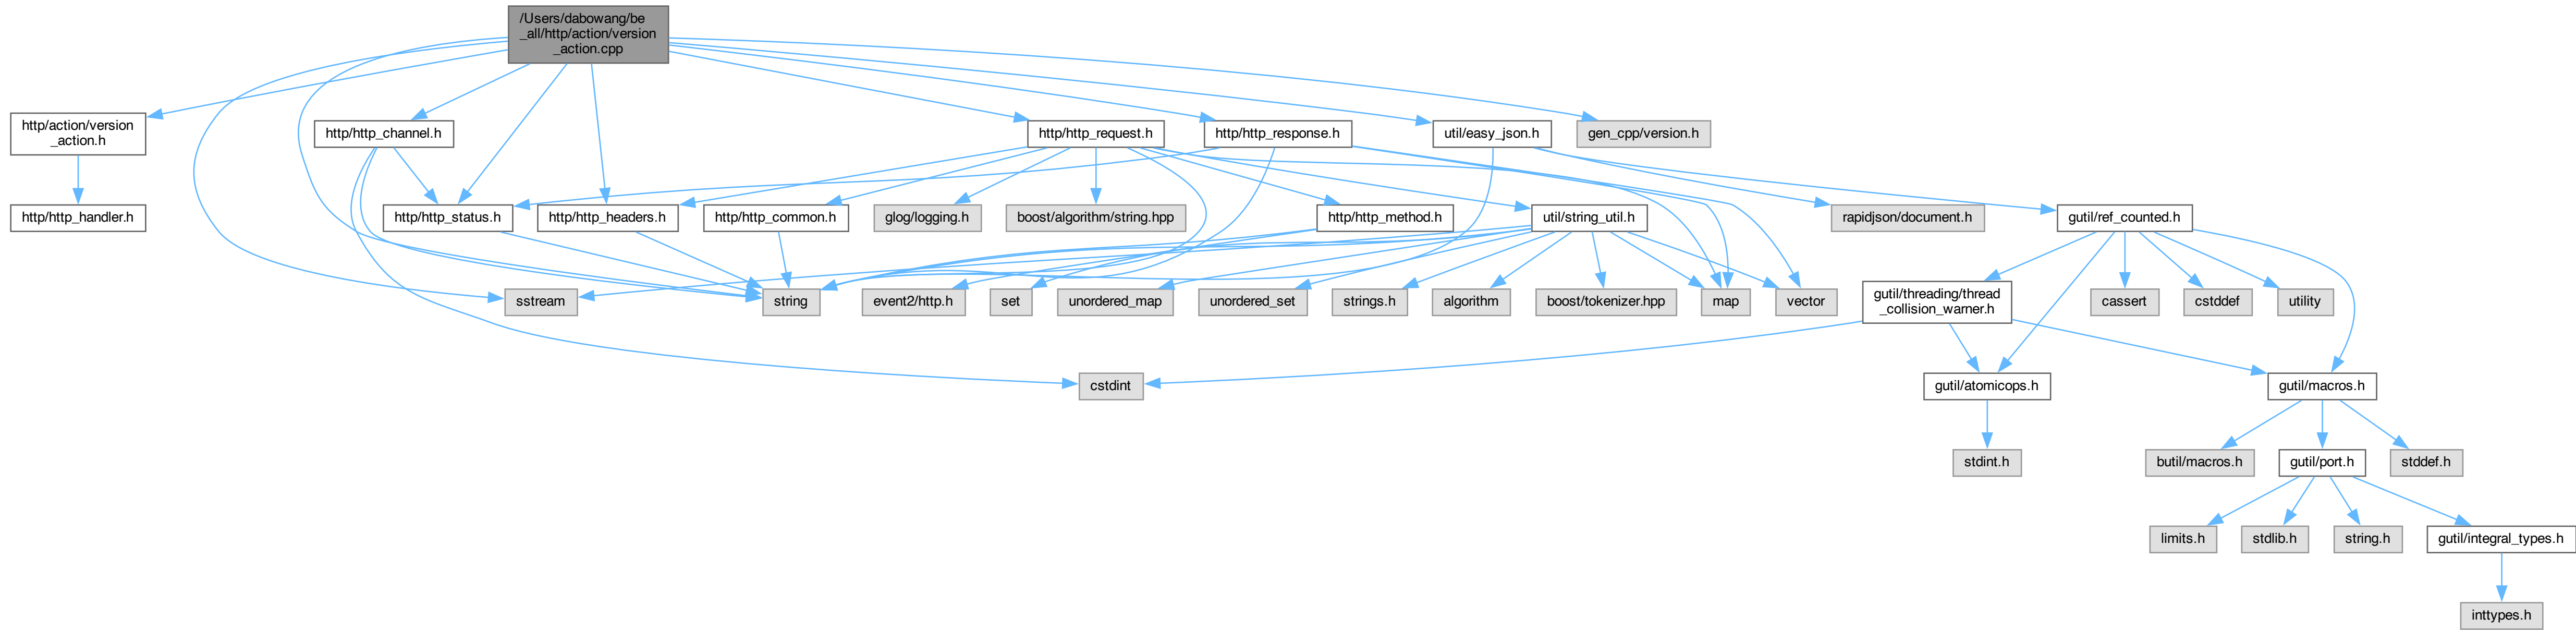 /Users/dabowang/be
_all/http/action/version
_action.cpp
http/action/version
_action.h
http/http_channel.h
http/http_request.h
http/http_response.h
util/easy_json.h
gen_cpp/version.h
http/http_handler.h
http/http_status.h
http/http_headers.h
http/http_common.h
glog/logging.h
boost/algorithm/string.hpp
http/http_method.h
util/string_util.h
rapidjson/document.h
gutil/ref_counted.h
sstream
string
event2/http.h
set
unordered_map
unordered_set
strings.h
algorithm
boost/tokenizer.hpp
map
vector
gutil/threading/thread
_collision_warner.h
cassert
cstddef
utility
cstdint
gutil/atomicops.h
gutil/macros.h
stdint.h
butil/macros.h
gutil/port.h
stddef.h
limits.h
stdlib.h
string.h
gutil/integral_types.h
inttypes.h